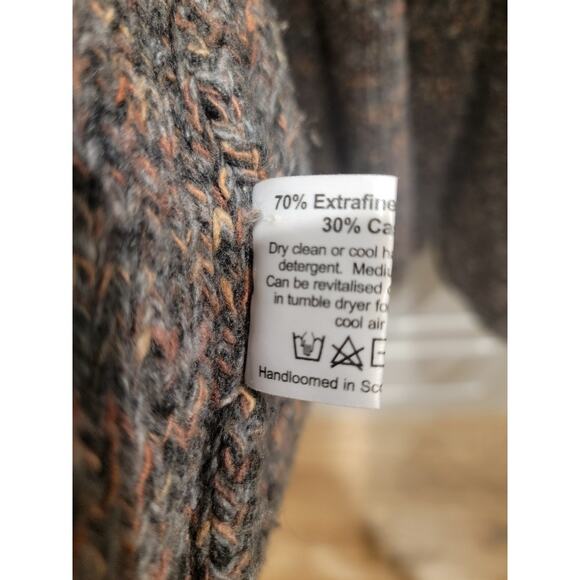 70% Extrafine
30% Ca
Dry clean or cool h
detergent. Medi
Can be revitalised
in tumble dryer fo
cool air
Handloomed in Sc